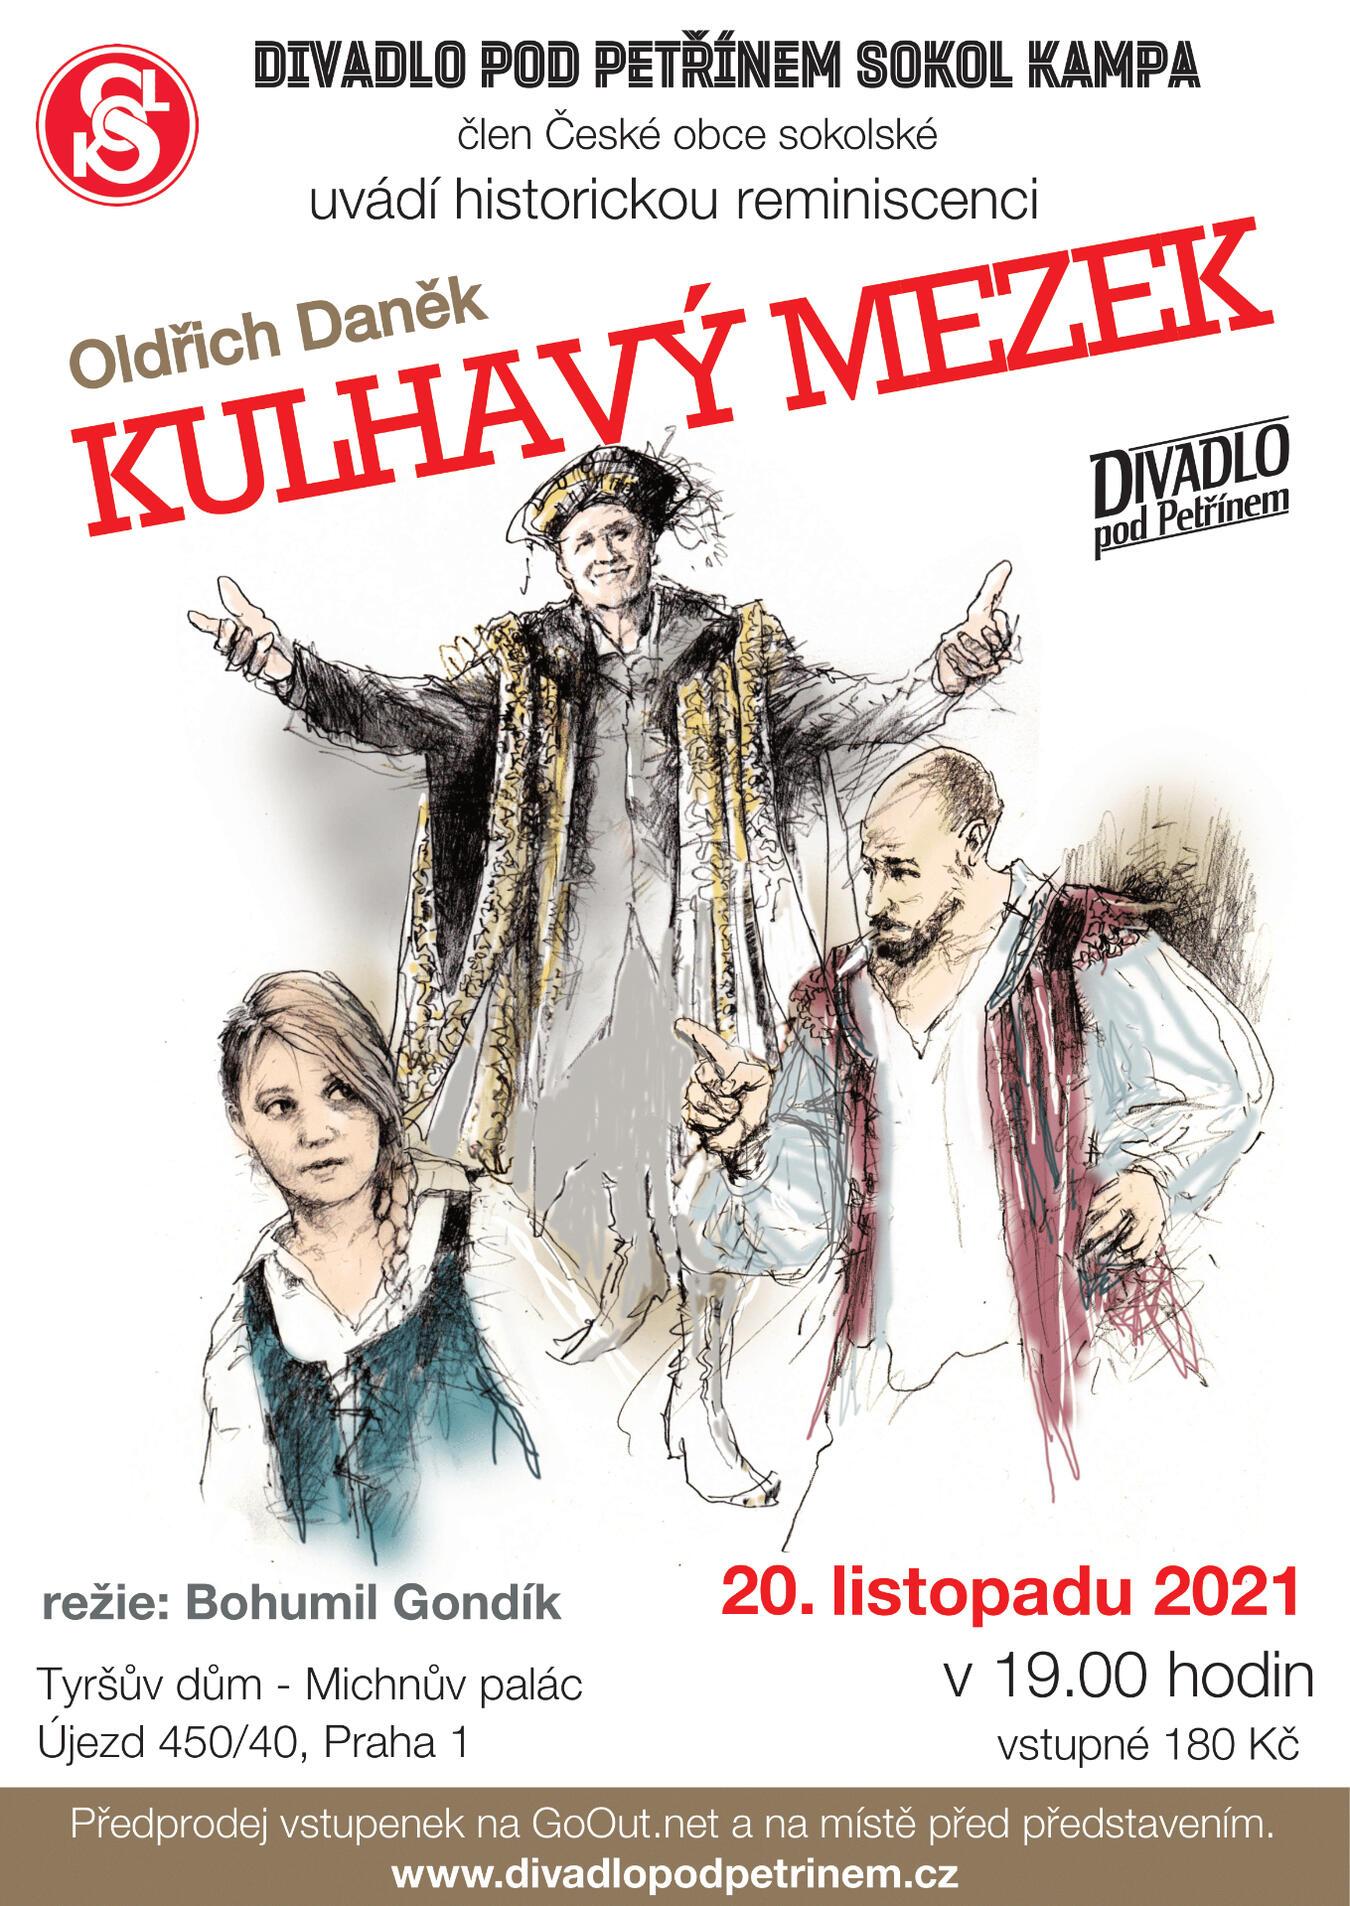 SOKOL
DIVADLO POD PETŘÍNEM SOKOL KAMPA
člen České obce sokolské
uvádí historickou reminiscenci
Oldřich Daněk
KULHAVÝ MEZEK
DIVADLO
pod Petřínem
režie: Bohumil Gondík
20. listopadu 2021
v 19.00 hodin
vstupné 180 Kč
Tyršův dům - Michnův palác
Újezd 450/40, Praha 1
Předprodej vstupenek na GoOut.net a na místě před představením.
www.divadlopodpetrinem.cz